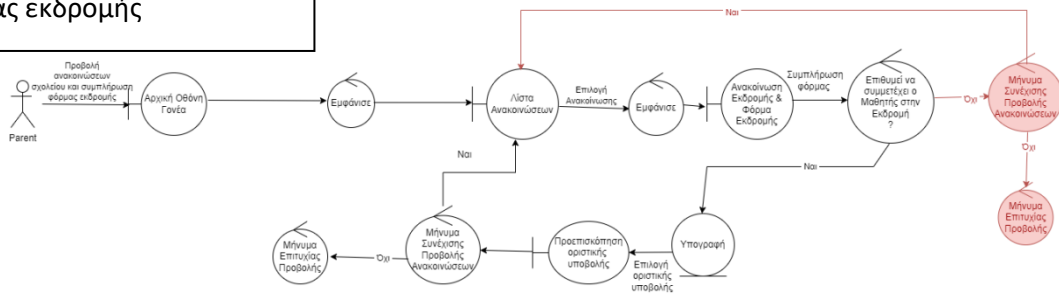 ας εκδρομής
Προβολή
ανακοινώσεων
σχολείου και συμπλήρωση
φόρμας εκδρομής
Parent
Αρχική Οθόνη
Γονέα
Εμφάνισε
Λίστα
Ανακοινώσεων
Επιλογή
Ανακοίνωσης
Εμφάνισε
Ανακοίνωση
Εκδρομής &
Φόρμα
Εκδρομής
Συμπλήρωση
φόρμας
Επιθυμεί να
συμμετέχει ο
Μαθητής στην
Εκδρομή
?
Όχι
Μήνυμα
Συνέχισης
Προβολής
Ανακοινώσεων
Ναι
Όχι
Μήνυμα
Επιτυχίας
Προβολής
Ναι
Υπογραφή
Επιλογή
οριστικής
υποβολής
Προεπισκόπηση
οριστικής
υποβολής
Μήνυμα
Συνέχισης
Προβολής
Ανακοινώσεων
Ναι
Όχι
Μήνυμα
Επιτυχίας
Προβολής